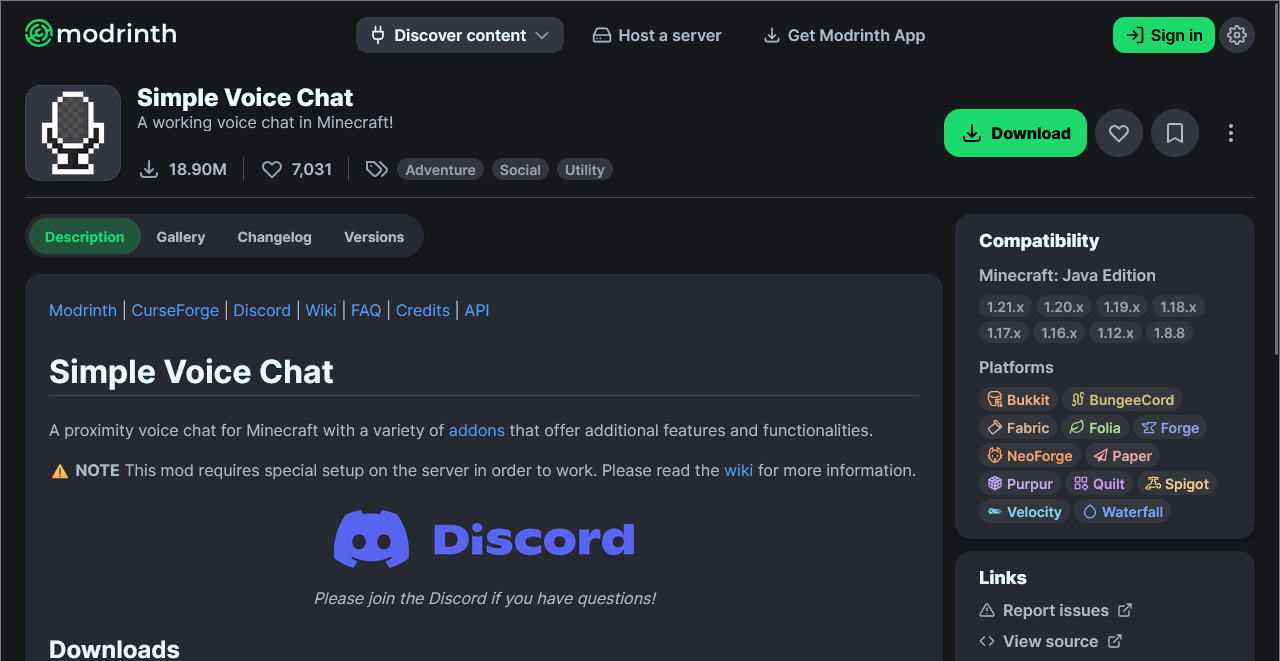 modrinth
Discover content
Host a server
Get Modrinth App
Sign in
Simple Voice Chat
A working voice chat in Minecraft!
18.90M 7,031 Adventure Social Utility
Download
Description Gallery Changelog Versions
Modrinth | CurseForge | Discord | Wiki | FAQ | Credits | API
Simple Voice Chat
A proximity voice chat for Minecraft with a variety of addons that offer additional features and functionalities.
NOTE This mod requires special setup on the server in order to work. Please read the wiki for more information.
Discord
Please join the Discord if you have questions!
Downloads
Compatibility
Minecraft: Java Edition
1.21.x 1.20.x 1.19.x 1.18.x
1.17.x 1.16.x 1.12.x 1.8.8
Platforms
Bukkit BungeeCord
Fabric Folia Forge
NeoForge Paper
Purpur Quilt Spigot
Velocity Waterfall
Links
Report issues
View source